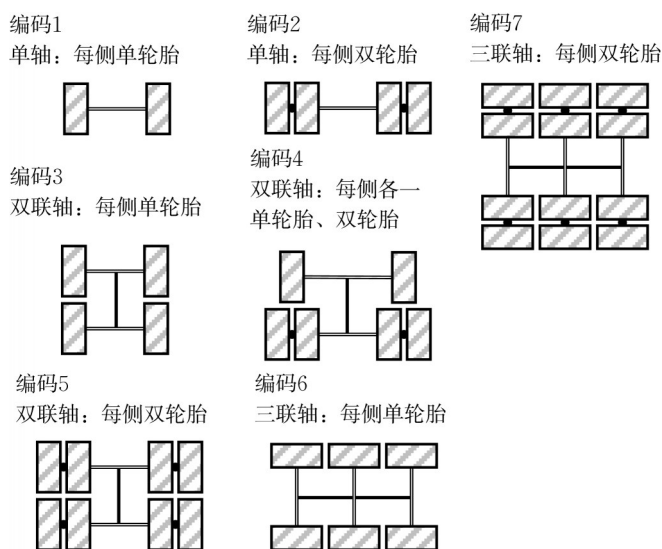 编码1
单轴：每侧单轮胎
编码2
单轴：每侧双轮胎
编码7
三联轴：每侧双轮胎
编码3
双联轴：每侧单轮胎
编码4
双联轴：每侧各一
单轮胎、双轮胎
编码5
双联轴：每侧双轮胎
编码6
三联轴：每侧单轮胎